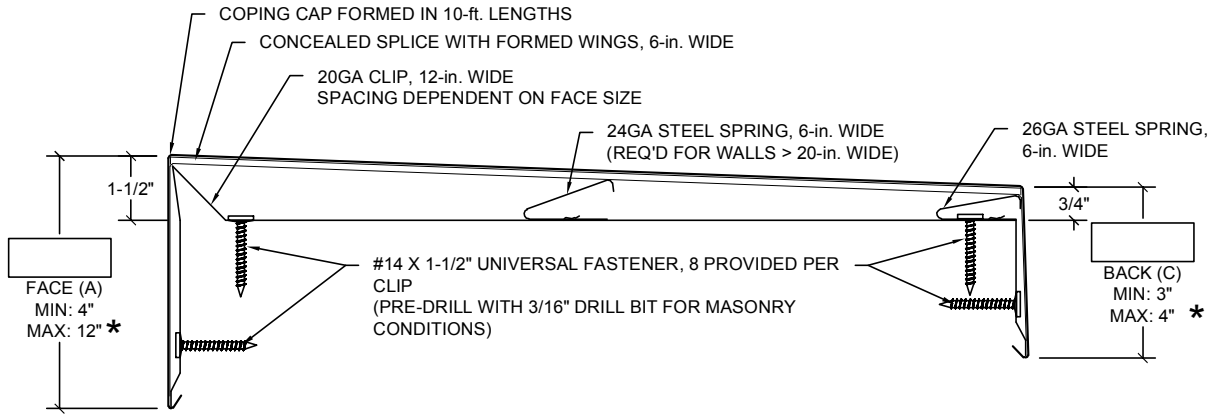 COPING CAP FORMED IN 10-ft. LENGTHS
CONCEALED SPLICE WITH FORMED WINGS, 6-in. WIDE
20GA CLIP, 12-in. WIDE
SPACING DEPENDENT ON FACE SIZE
24GA STEEL SPRING, 6-in. WIDE
(REQ'D FOR WALLS > 20-in. WIDE)
26GA STEEL SPRING,
6-in. WIDE
1-1/2"
3/4"
#14 X 1-1/2" UNIVERSAL FASTENER, 8 PROVIDED PER
CLIP
(PRE-DRILL WITH 3/16" DRILL BIT FOR MASONRY
CONDITIONS)
FACE (A)
MIN: 4"
MAX: 12" *
BACK (C)
MIN: 3"
MAX: 4" *